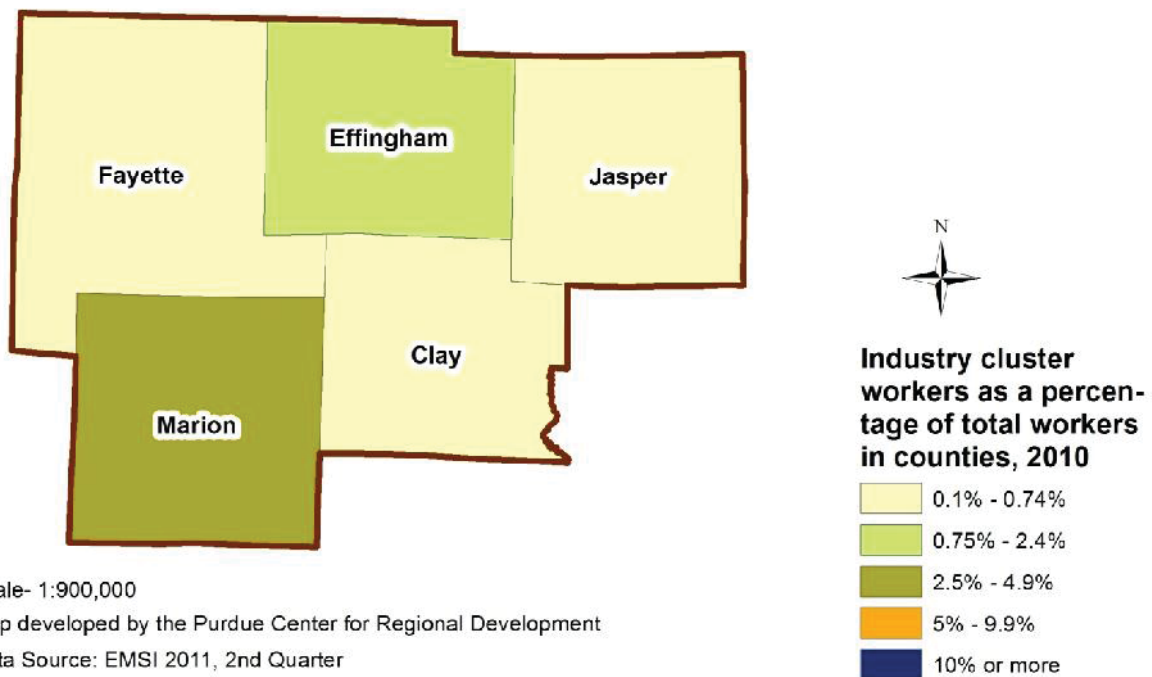 Effingham
Fayette
Jasper
Clay
Marion
N
Industry cluster
workers as a percen-
tage of total workers
in counties, 2010
0.1% - 0.74%
0.75% - 2.4%
2.5% - 4.9%
5% - 9.9%
10% or more
ale- 1:900,000
p developed by the Purdue Center for Regional Development
ta Source: EMSI 2011, 2nd Quarter